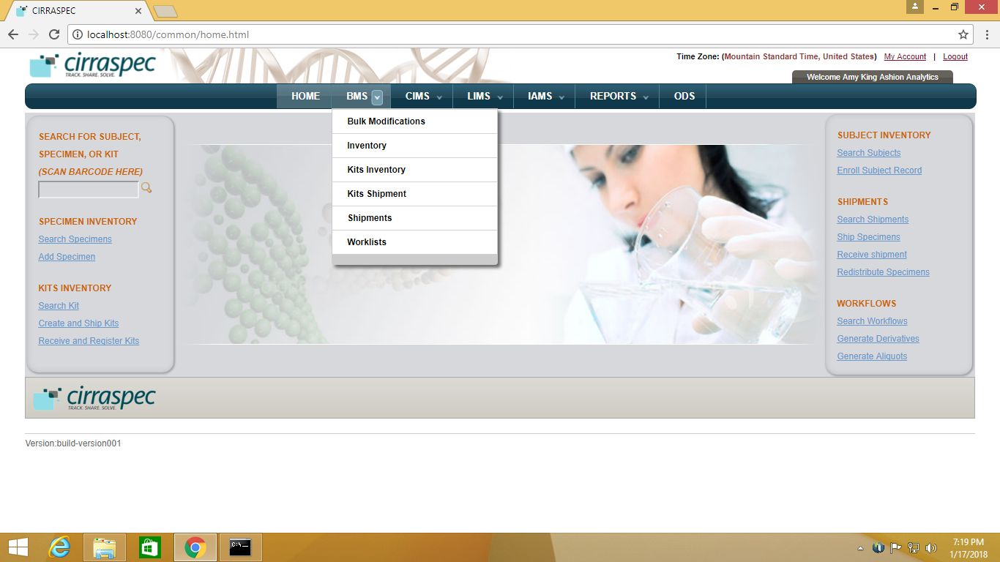 CIRRASPEC
localhost:8080/common/home.html
cirraspec
TRACK. SHARE. SOLVE.
Time Zone: (Mountain Standard Time, United States) My Account | Logout
Welcome Amy King Ashion Analytics
HOME BMS CIMS LIMS IAMS REPORTS ODS
Bulk Modifications
Inventory
Kits Inventory
Kits Shipment
Shipments
Worklists
SEARCH FOR SUBJECT,
SPECIMEN, OR KIT
(SCAN BARCODE HERE)
SPECIMEN INVENTORY
Search Specimens
Add Specimen
KITS INVENTORY
Search Kit
Create and Ship Kits
Receive and Register Kits
SUBJECT INVENTORY
Search Subjects
Enroll Subject Record
SHIPMENTS
Search Shipments
Ship Specimens
Receive shipment
Redistribute Specimens
WORKFLOWS
Search Workflows
Generate Derivatives
Generate Aliquots
cirraspec
TRACK. SHARE. SOLVE.
Version:build-version001
C:\_
7:19 PM
1/17/2018